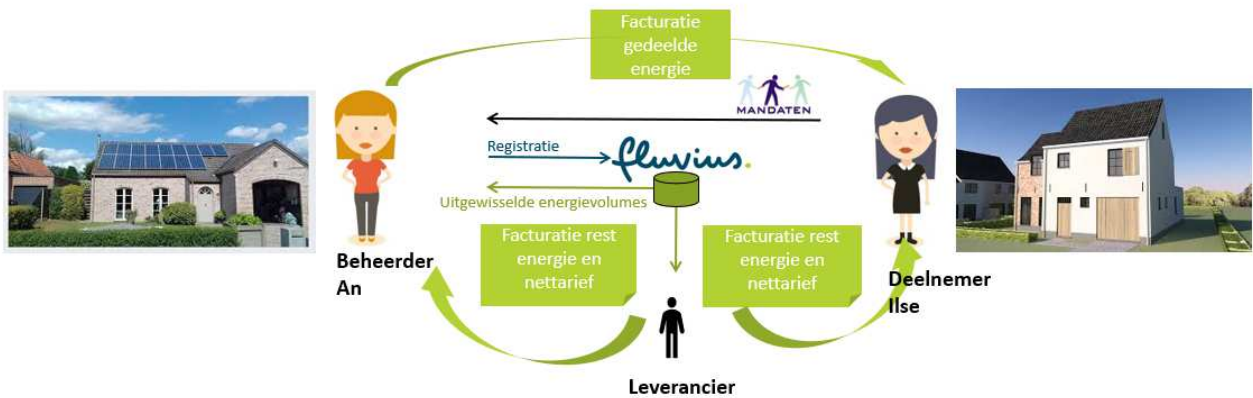 Facturatie
gedeelde
energie
MANDATEN
Registratie
fluvius.
Uitgewisselde energievolumes
Facturatie rest
energie en
nettarief
Facturatie rest
energie en
nettarief
Beheerder
An
Deelnemer
Ilse
Leverancier